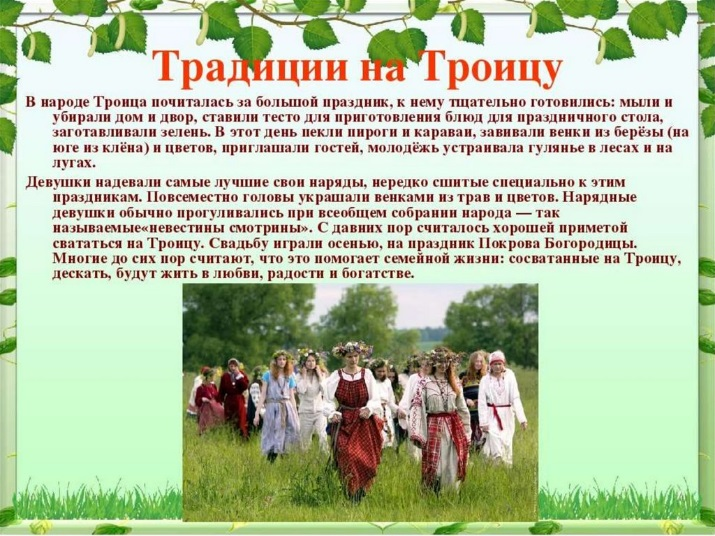 Традиции на Троицу
В народе Троица почиталась за большой праздник, к нему тщательно готовились: мыли и
убирали дом и двор, ставили тесто для приготовления блюд для праздничного стола,
заготавливали зелень. В этот день пекли пироги и караваи, завивали венки из берёзы (на
юге из клёна) и цветов, приглашали гостей, молодёжь устраивала гулянье в лесах и на
лугах.
Девушки надевали самые лучшие свои наряды, нередко сшитые специально к этим
праздникам. Повсеместно головы украшали венками из трав и цветов. Нарядные
девушки обычно прогуливались при всеобщем собрании народа — так
называемые«невестины смотрины». С давних пор считалось хорошей приметой
свататься на Троицу. Свадьбу играли осенью, на праздник Покрова Богородицы.
Многие до сих пор считают, что это помогает семейной жизни: сосватанные на Троицу,
дескать, будут жить в любви, радости и богатстве.